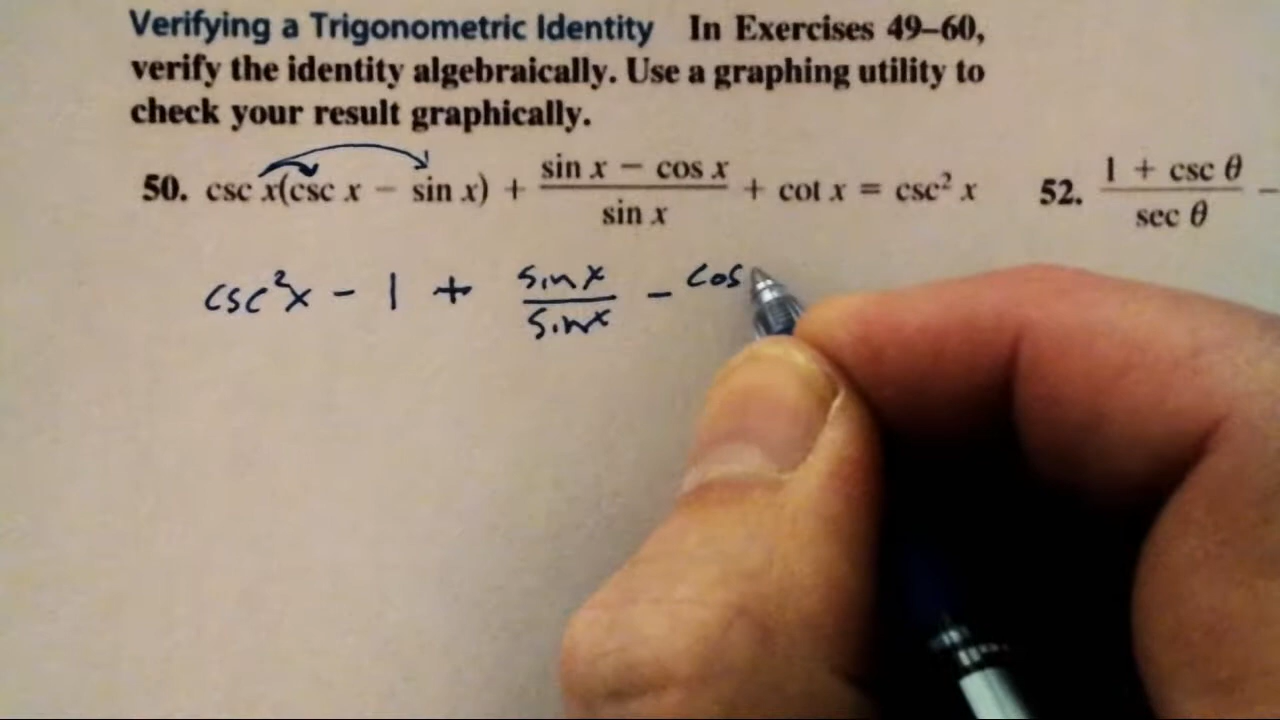 Verifying a Trigonometric Identity In Exercises 49–60,
verify the identity algebraically. Use a graphing utility to
check your result graphically.
50. csc x(csc x − sin x) + (sin x − cos x)/(sin x) + cot x = csc² x 52. (1 + csc θ)/(sec θ) −
csc²x − 1 + (sin x)/(sin x) − cos